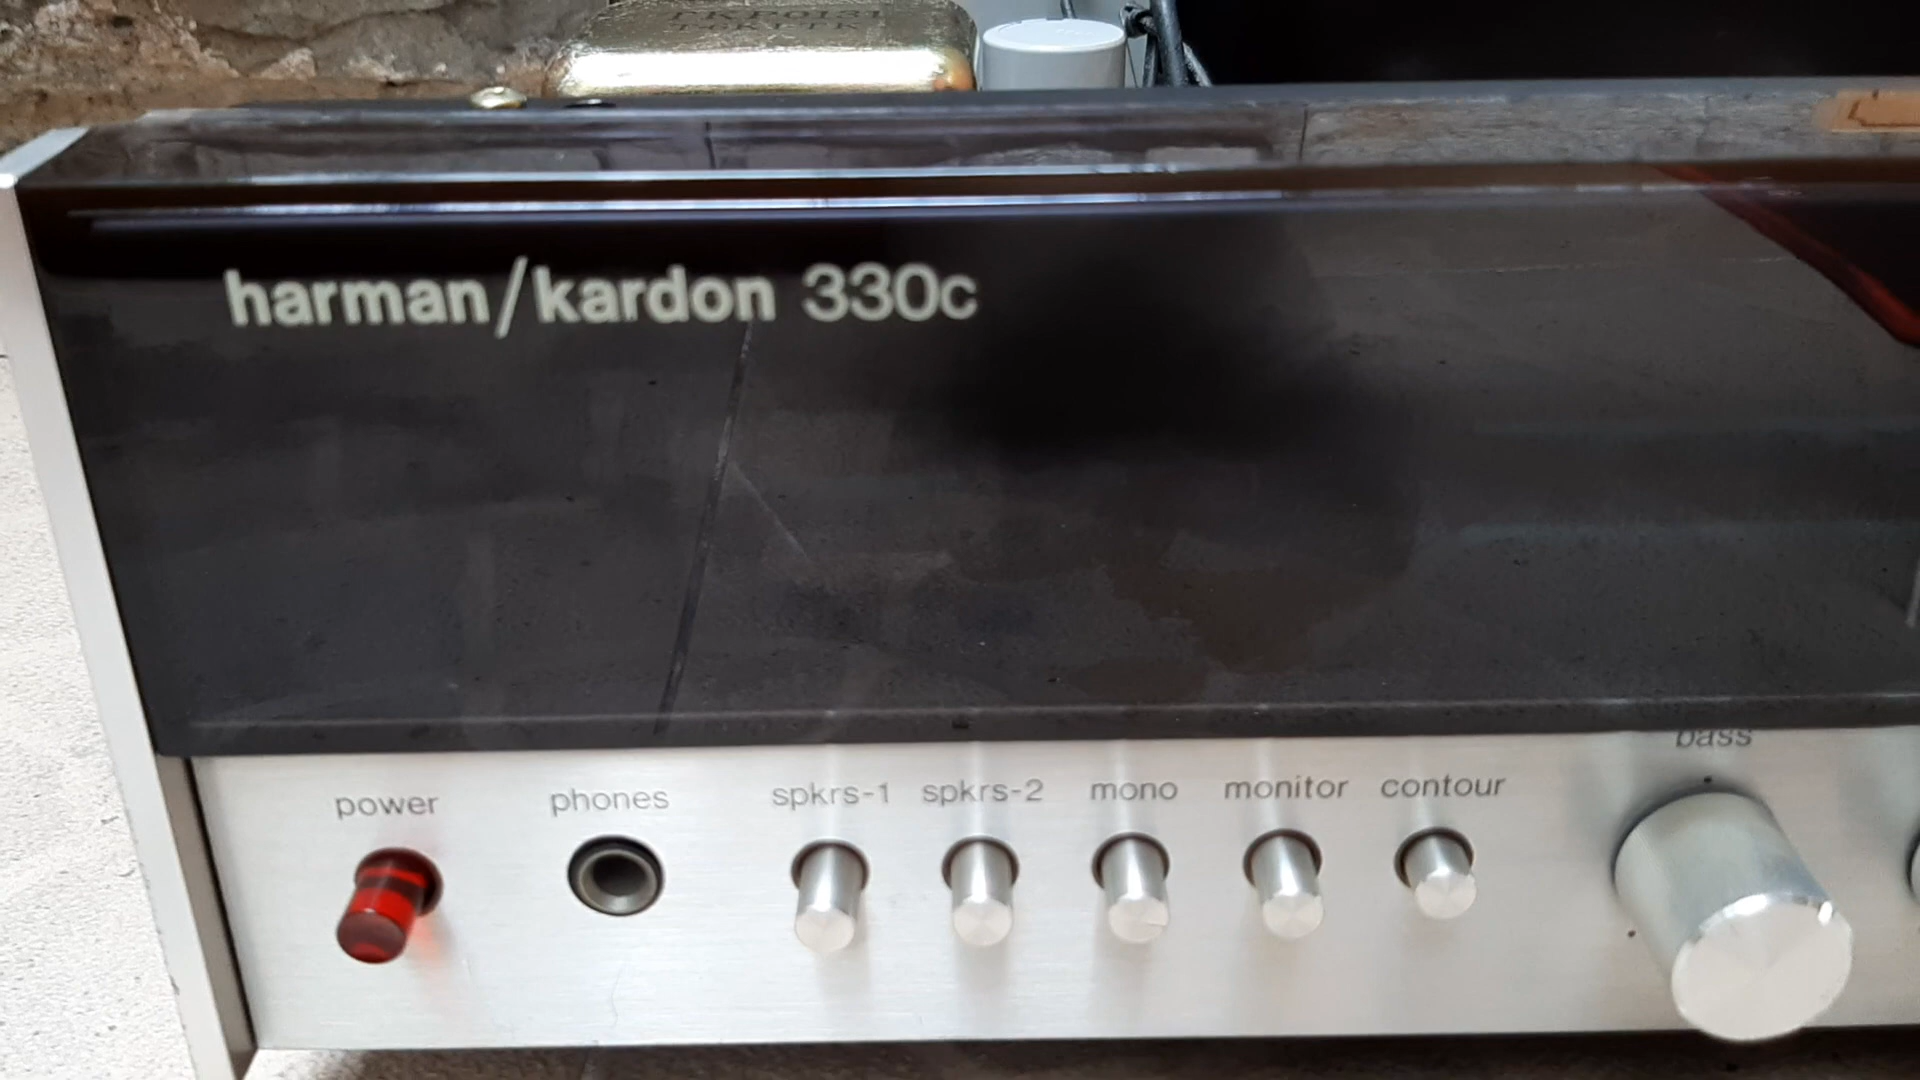 harman/kardon 330c
bass
power phones spkrs-1 spkrs-2 mono monitor contour